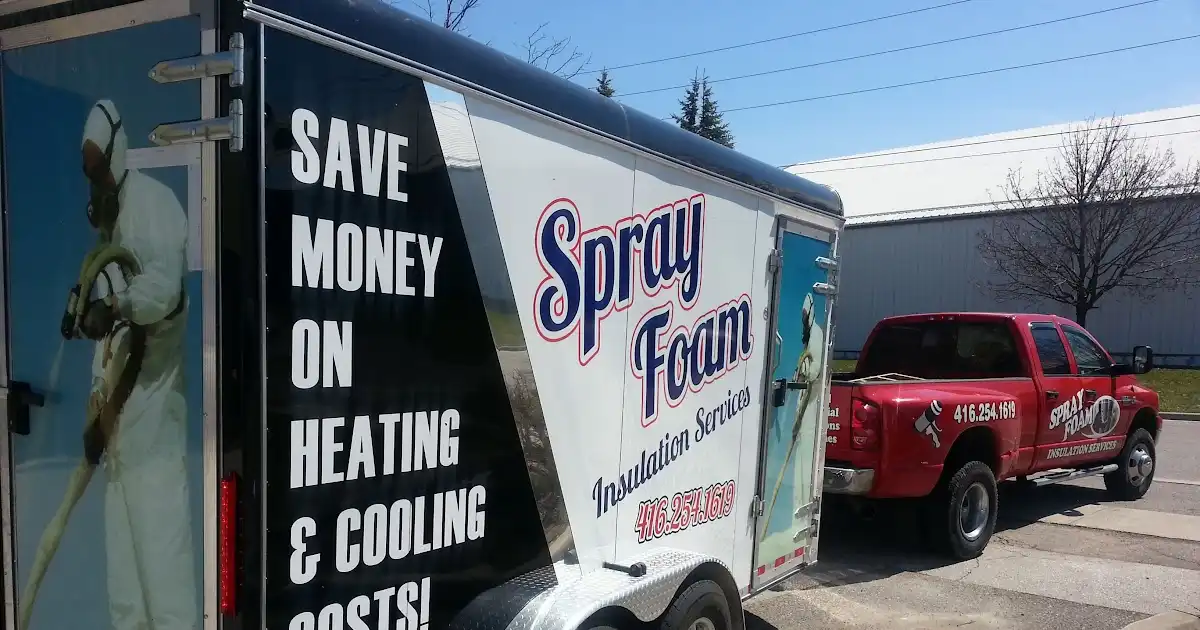 SAVE
MONEY
ON
HEATING
& COOLING
COSTS!
Spray
Foam
Insulation Services
416.254.1619
416.254.1619
SPRAY
FOAM
INSULATION SERVICES